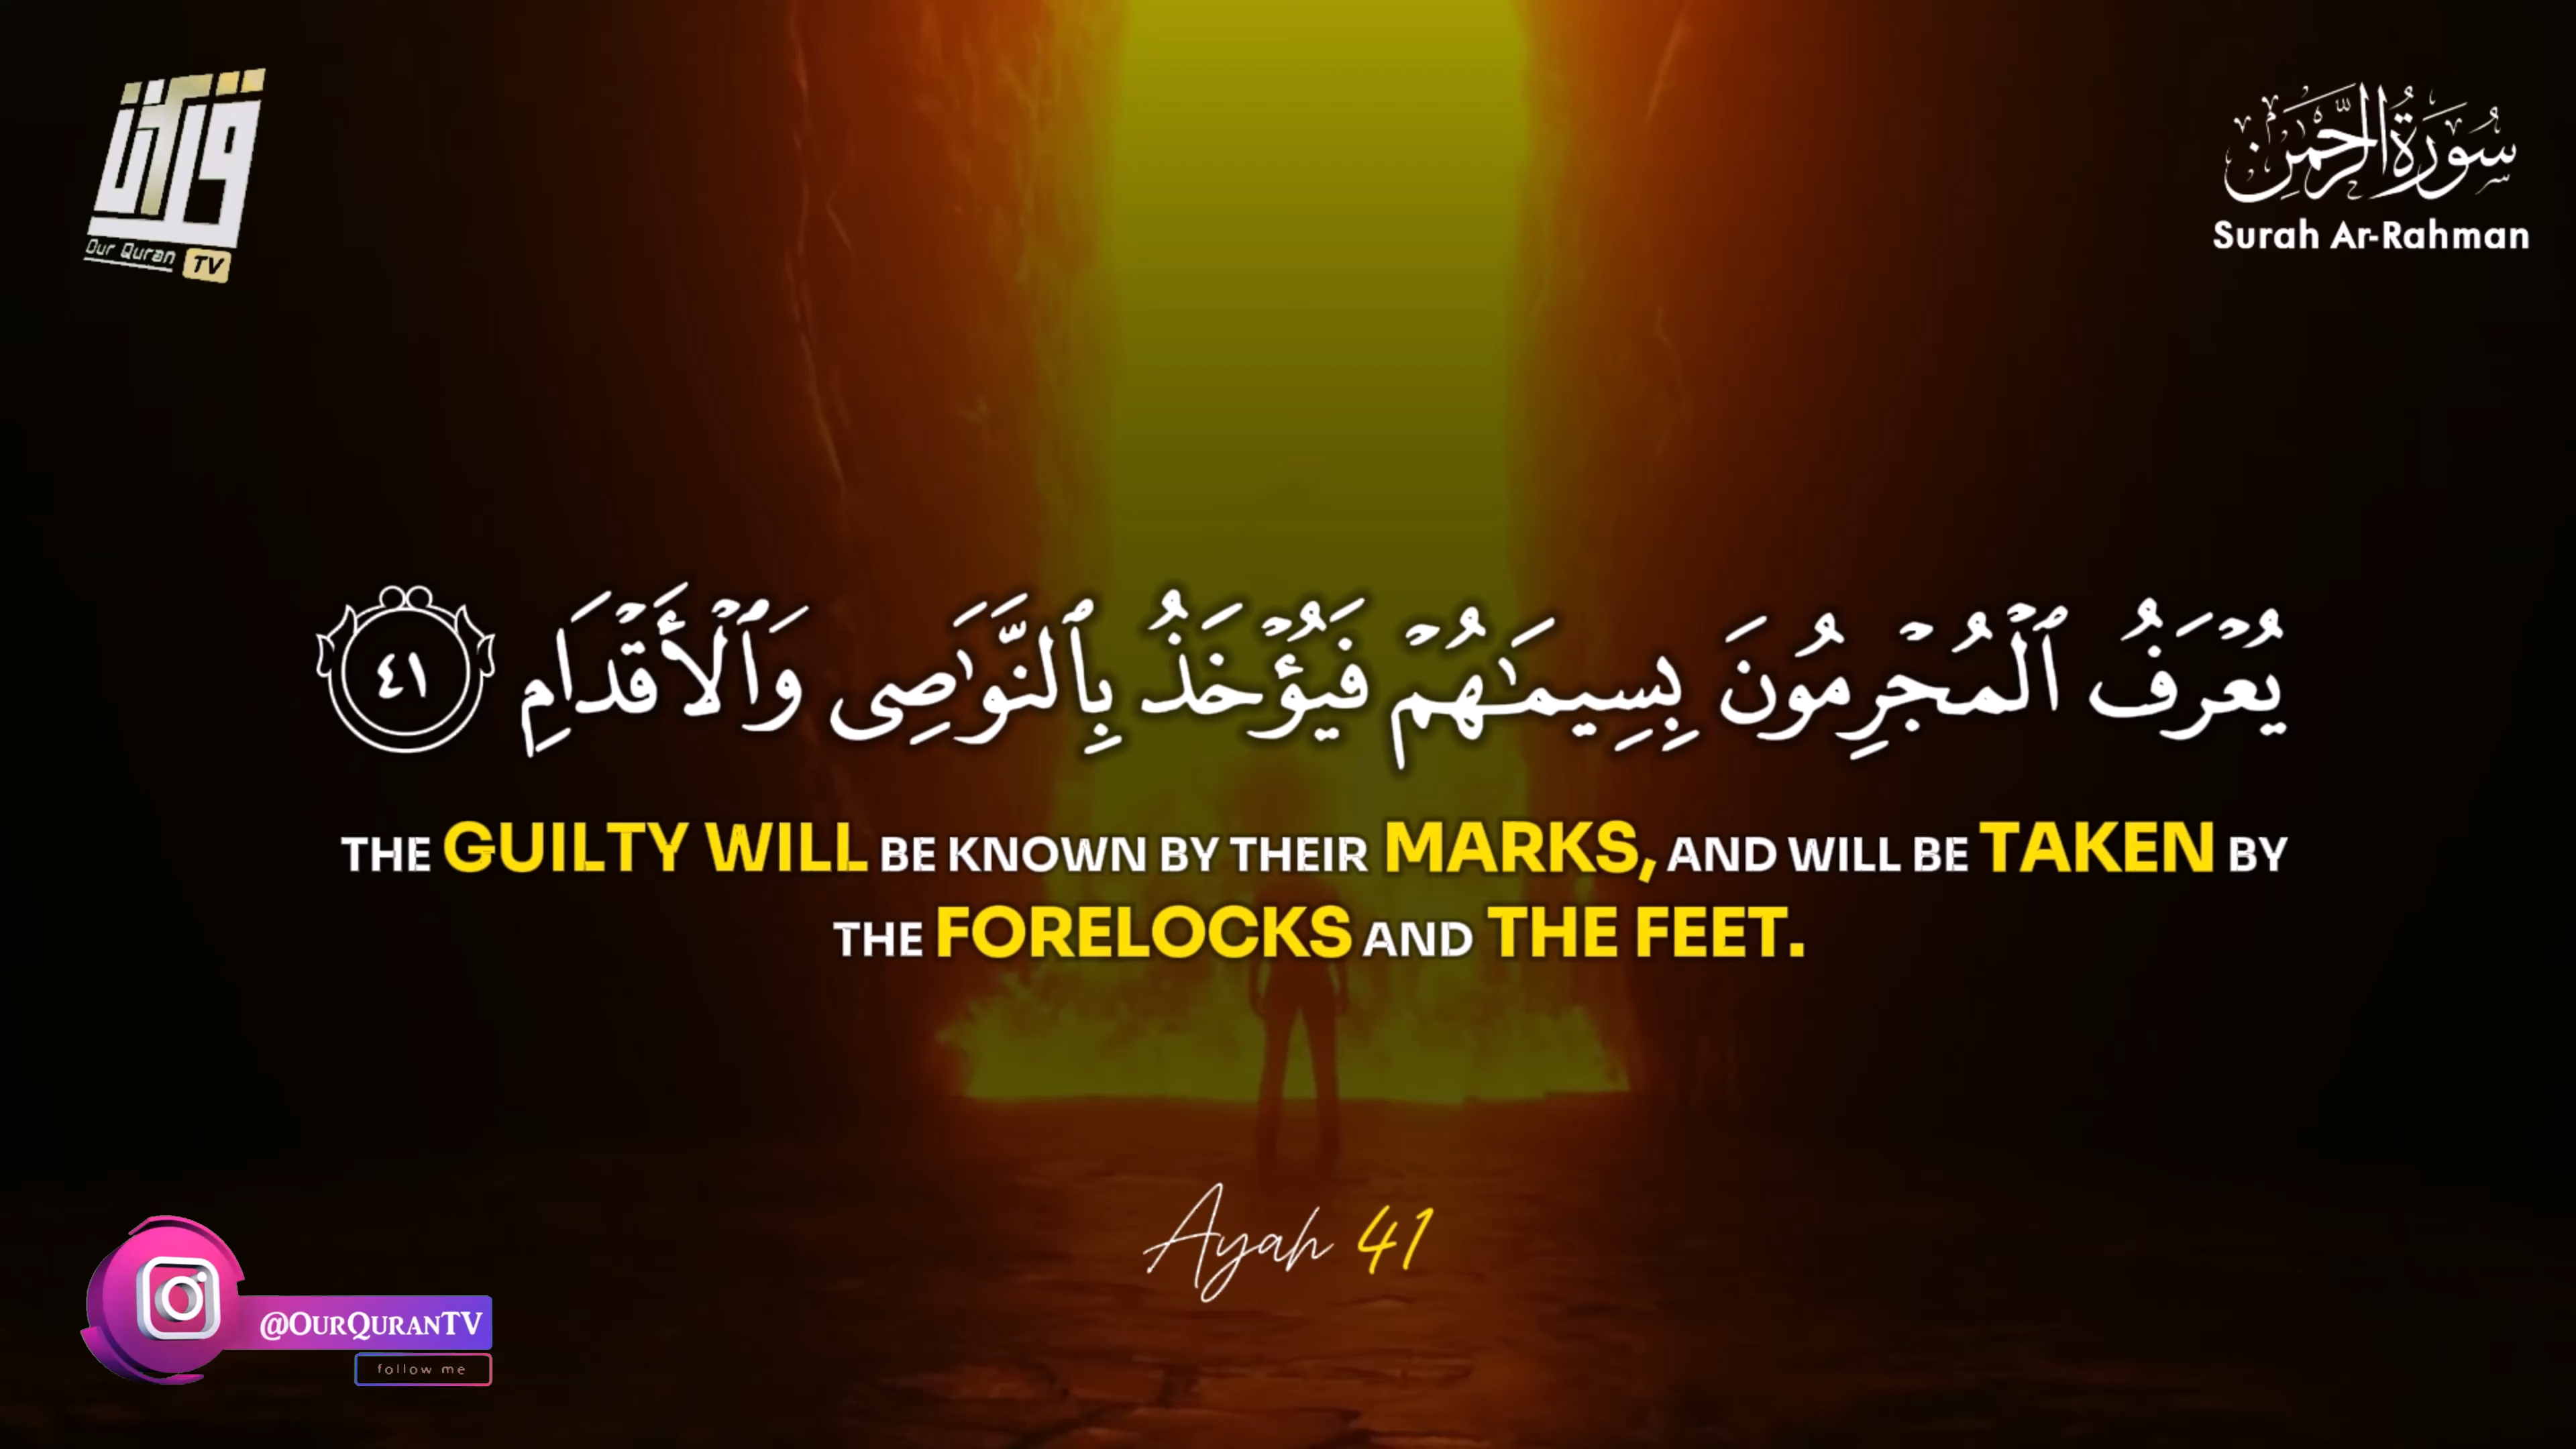 قرآننا
Our Quran TV
سُورَةُ الرَّحْمَٰن
Surah Ar-Rahman
يُعْرَفُ ٱلْمُجْرِمُونَ بِسِيمَٰهُمْ فَيُؤْخَذُ بِٱلنَّوَٰصِى وَٱلْأَقْدَامِ ٤١
THE GUILTY WILL BE KNOWN BY THEIR MARKS, AND WILL BE TAKEN BY
THE FORELOCKS AND THE FEET.
Ayah 41
@OURQURANTV
follow me